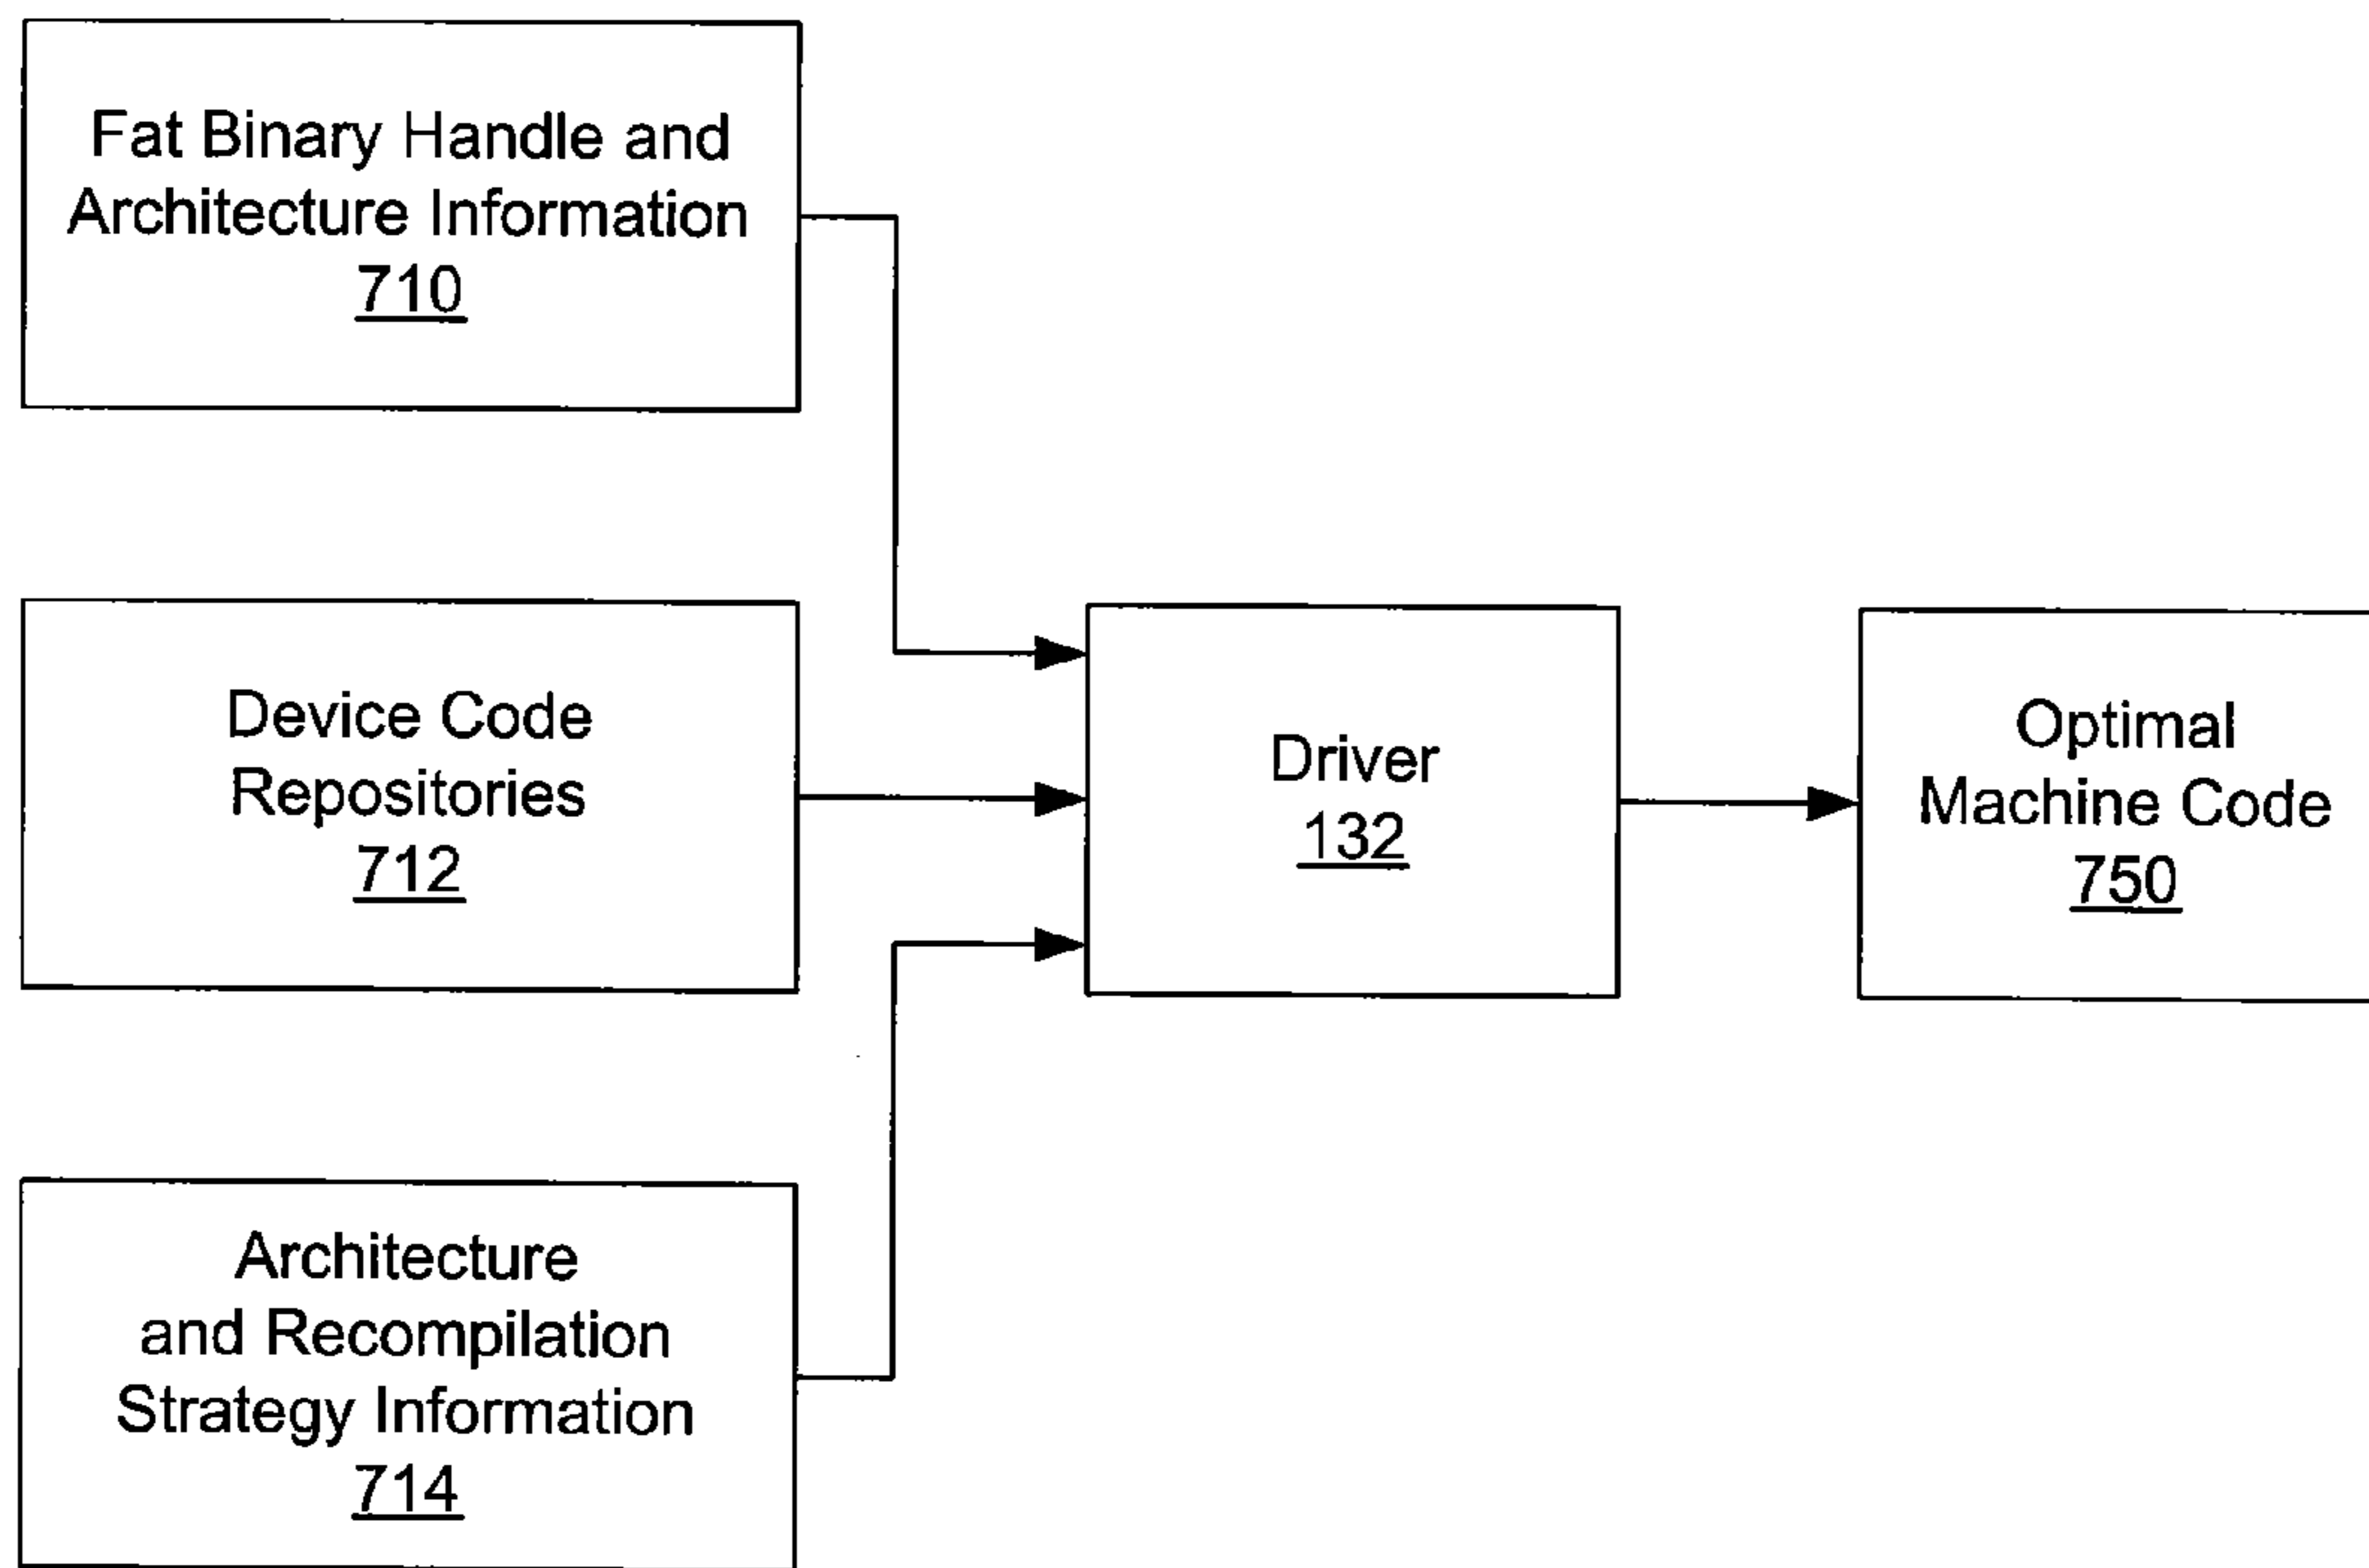 Fat Binary Handle and
Architecture Information
710
Device Code
Repositories
712
Architecture
and Recompilation
Strategy Information
714
Driver
132
Optimal
Machine Code
750